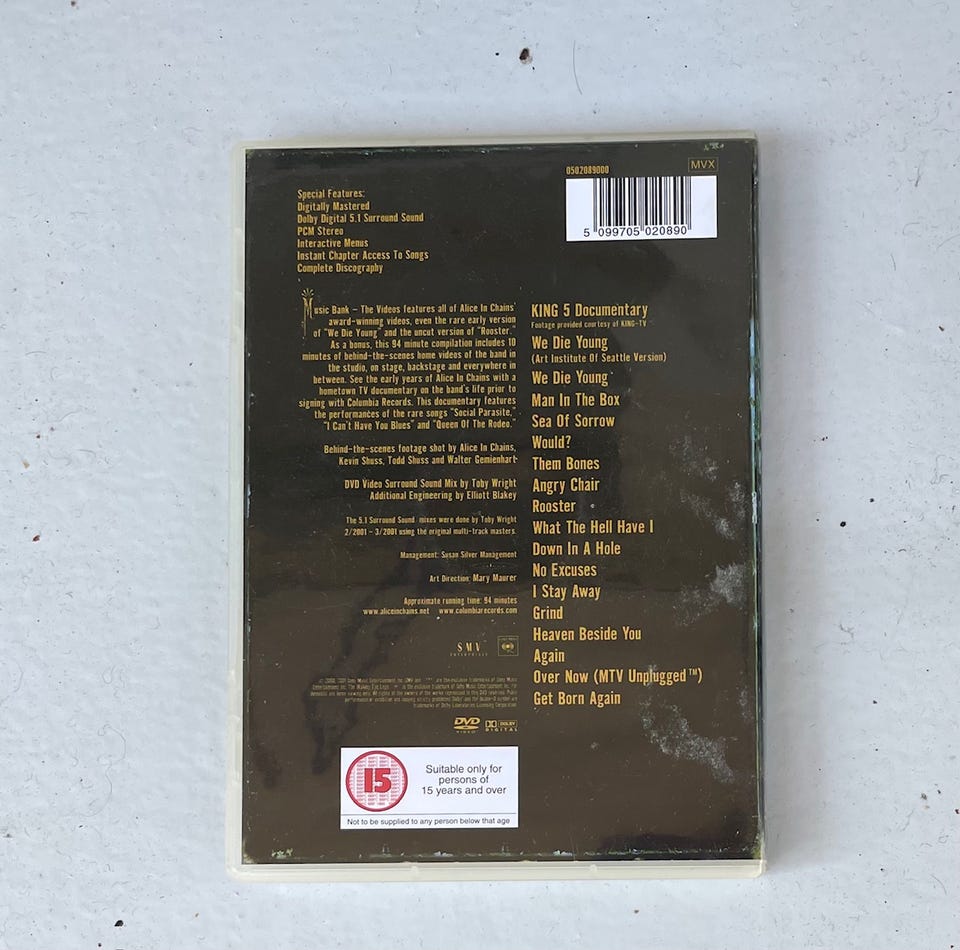 Special Features:
Digitally Mastered
Dolby Digital 5.1 Surround Sound
PCM Stereo
Interactive Menus
Instant Chapter Access To Songs
Complete Discography
0502089000
MVX
5 099705 020890
Music Bank – The Videos features all of Alice In Chains'
award-winning videos, even the rare early version
of "We Die Young" and the uncut version of "Rooster."
As a bonus, this 94 minute compilation includes 10
minutes of behind-the-scenes home videos of the band in
the studio, on stage, backstage and everywhere in
between. See the early years of Alice In Chains with a
hometown TV documentary on the band's life prior to
signing with Columbia Records. This documentary features
the performances of the rare songs "Social Parasite,"
"I Can't Have You Blues" and "Queen Of The Rodeo."
Behind-the-scenes footage shot by Alice In Chains,
Kevin Shuss, Todd Shuss and Walter Gemienhart
DVD Video Surround Sound Mix by Toby Wright
Additional Engineering by Elliott Blakey
The 5.1 Surround Sound mixes were done by Toby Wright
2/2001 – 3/2001 using the original multi-track masters.
Management: Susan Silver Management
Art Direction: Mary Maurer
Approximate running time: 94 minutes
www.aliceinchains.net www.columbiarecords.com
SMV
ENTERPRISES
KING 5 Documentary
Footage provided courtesy of KING-TV
We Die Young
(Art Institute Of Seattle Version)
We Die Young
Man In The Box
Sea Of Sorrow
Would?
Them Bones
Angry Chair
Rooster
What The Hell Have I
Down In A Hole
No Excuses
I Stay Away
Grind
Heaven Beside You
Again
Over Now (MTV Unplugged™)
Get Born Again
DVD
VIDEO
DOLBY
DIGITAL
15
Suitable only for
persons of
15 years and over
Not to be supplied to any person below that age